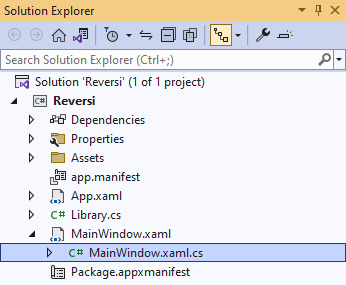 Solution Explorer
Search Solution Explorer (Ctrl+;)
Solution 'Reversi' (1 of 1 project)
C# Reversi
Dependencies
Properties
Assets
app.manifest
App.xaml
C# Library.cs
MainWindow.xaml
C# MainWindow.xaml.cs
Package.appxmanifest